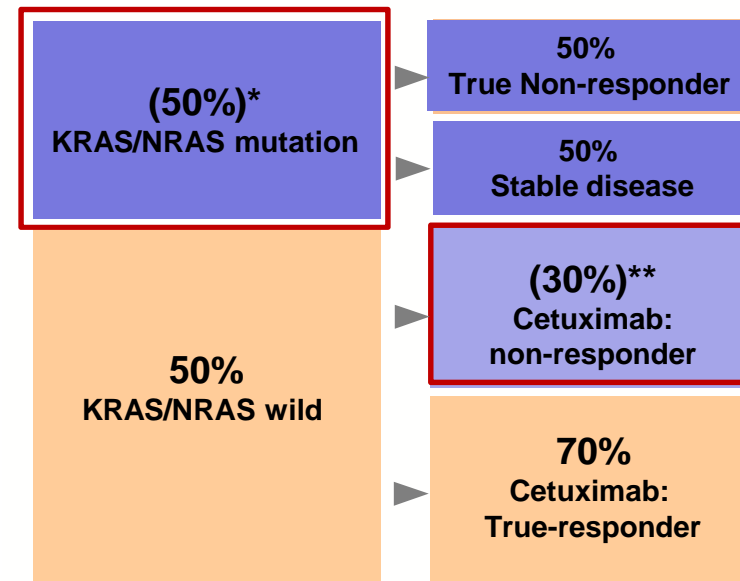 (50%)*
KRAS/NRAS mutation
50%
True Non-responder
50%
Stable disease
50%
KRAS/NRAS wild
(30%)**
Cetuximab:
non-responder
70%
Cetuximab:
True-responder